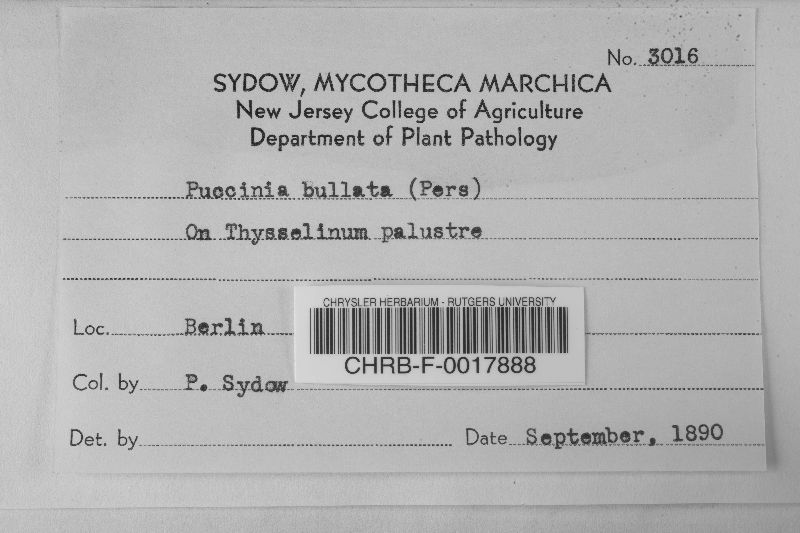 No. 3016
SYDOW, MYCOTHECA MARCHICA
New Jersey College of Agriculture
Department of Plant Pathology
Puccinia bullata (Pers)
On Thysselinum palustre
CHRYSLER HERBARIUM - RUTGERS UNIVERSITY
Loc. Berlin
CHRB-F-0017888
Col. by P. Sydow
Det. by
Date September, 1890